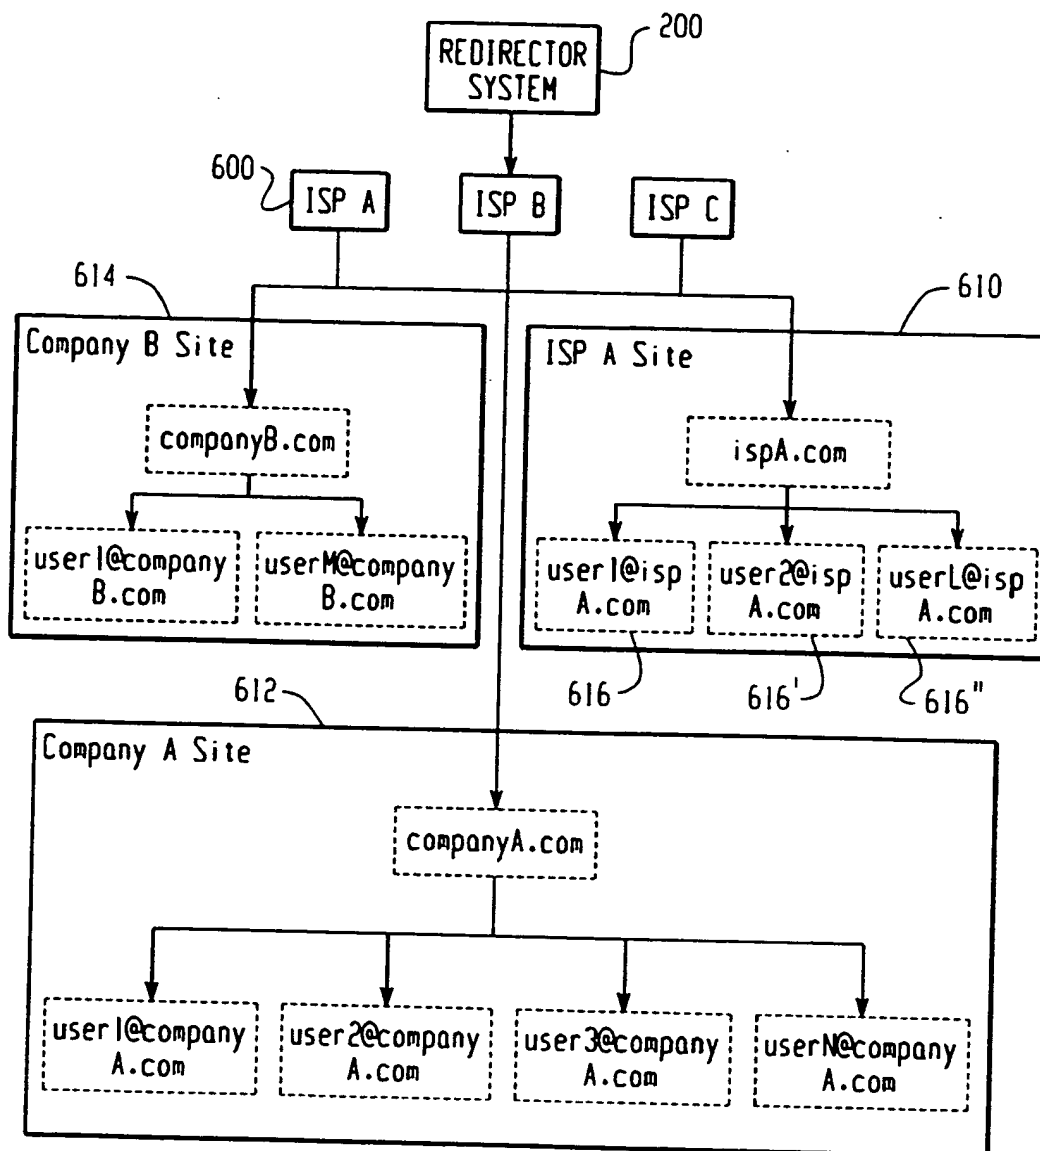 200
REDIRECTOR
SYSTEM
600
ISP A
ISP B
ISP C
614
610
Company B Site
companyB.com
user1@company
B.com
userM@company
B.com
ISP A Site
ispA.com
user1@isp
A.com
user2@isp
A.com
userL@isp
A.com
616
616'
616"
612
Company A Site
companyA.com
user1@company
A.com
user2@company
A.com
user3@company
A.com
userN@company
A.com